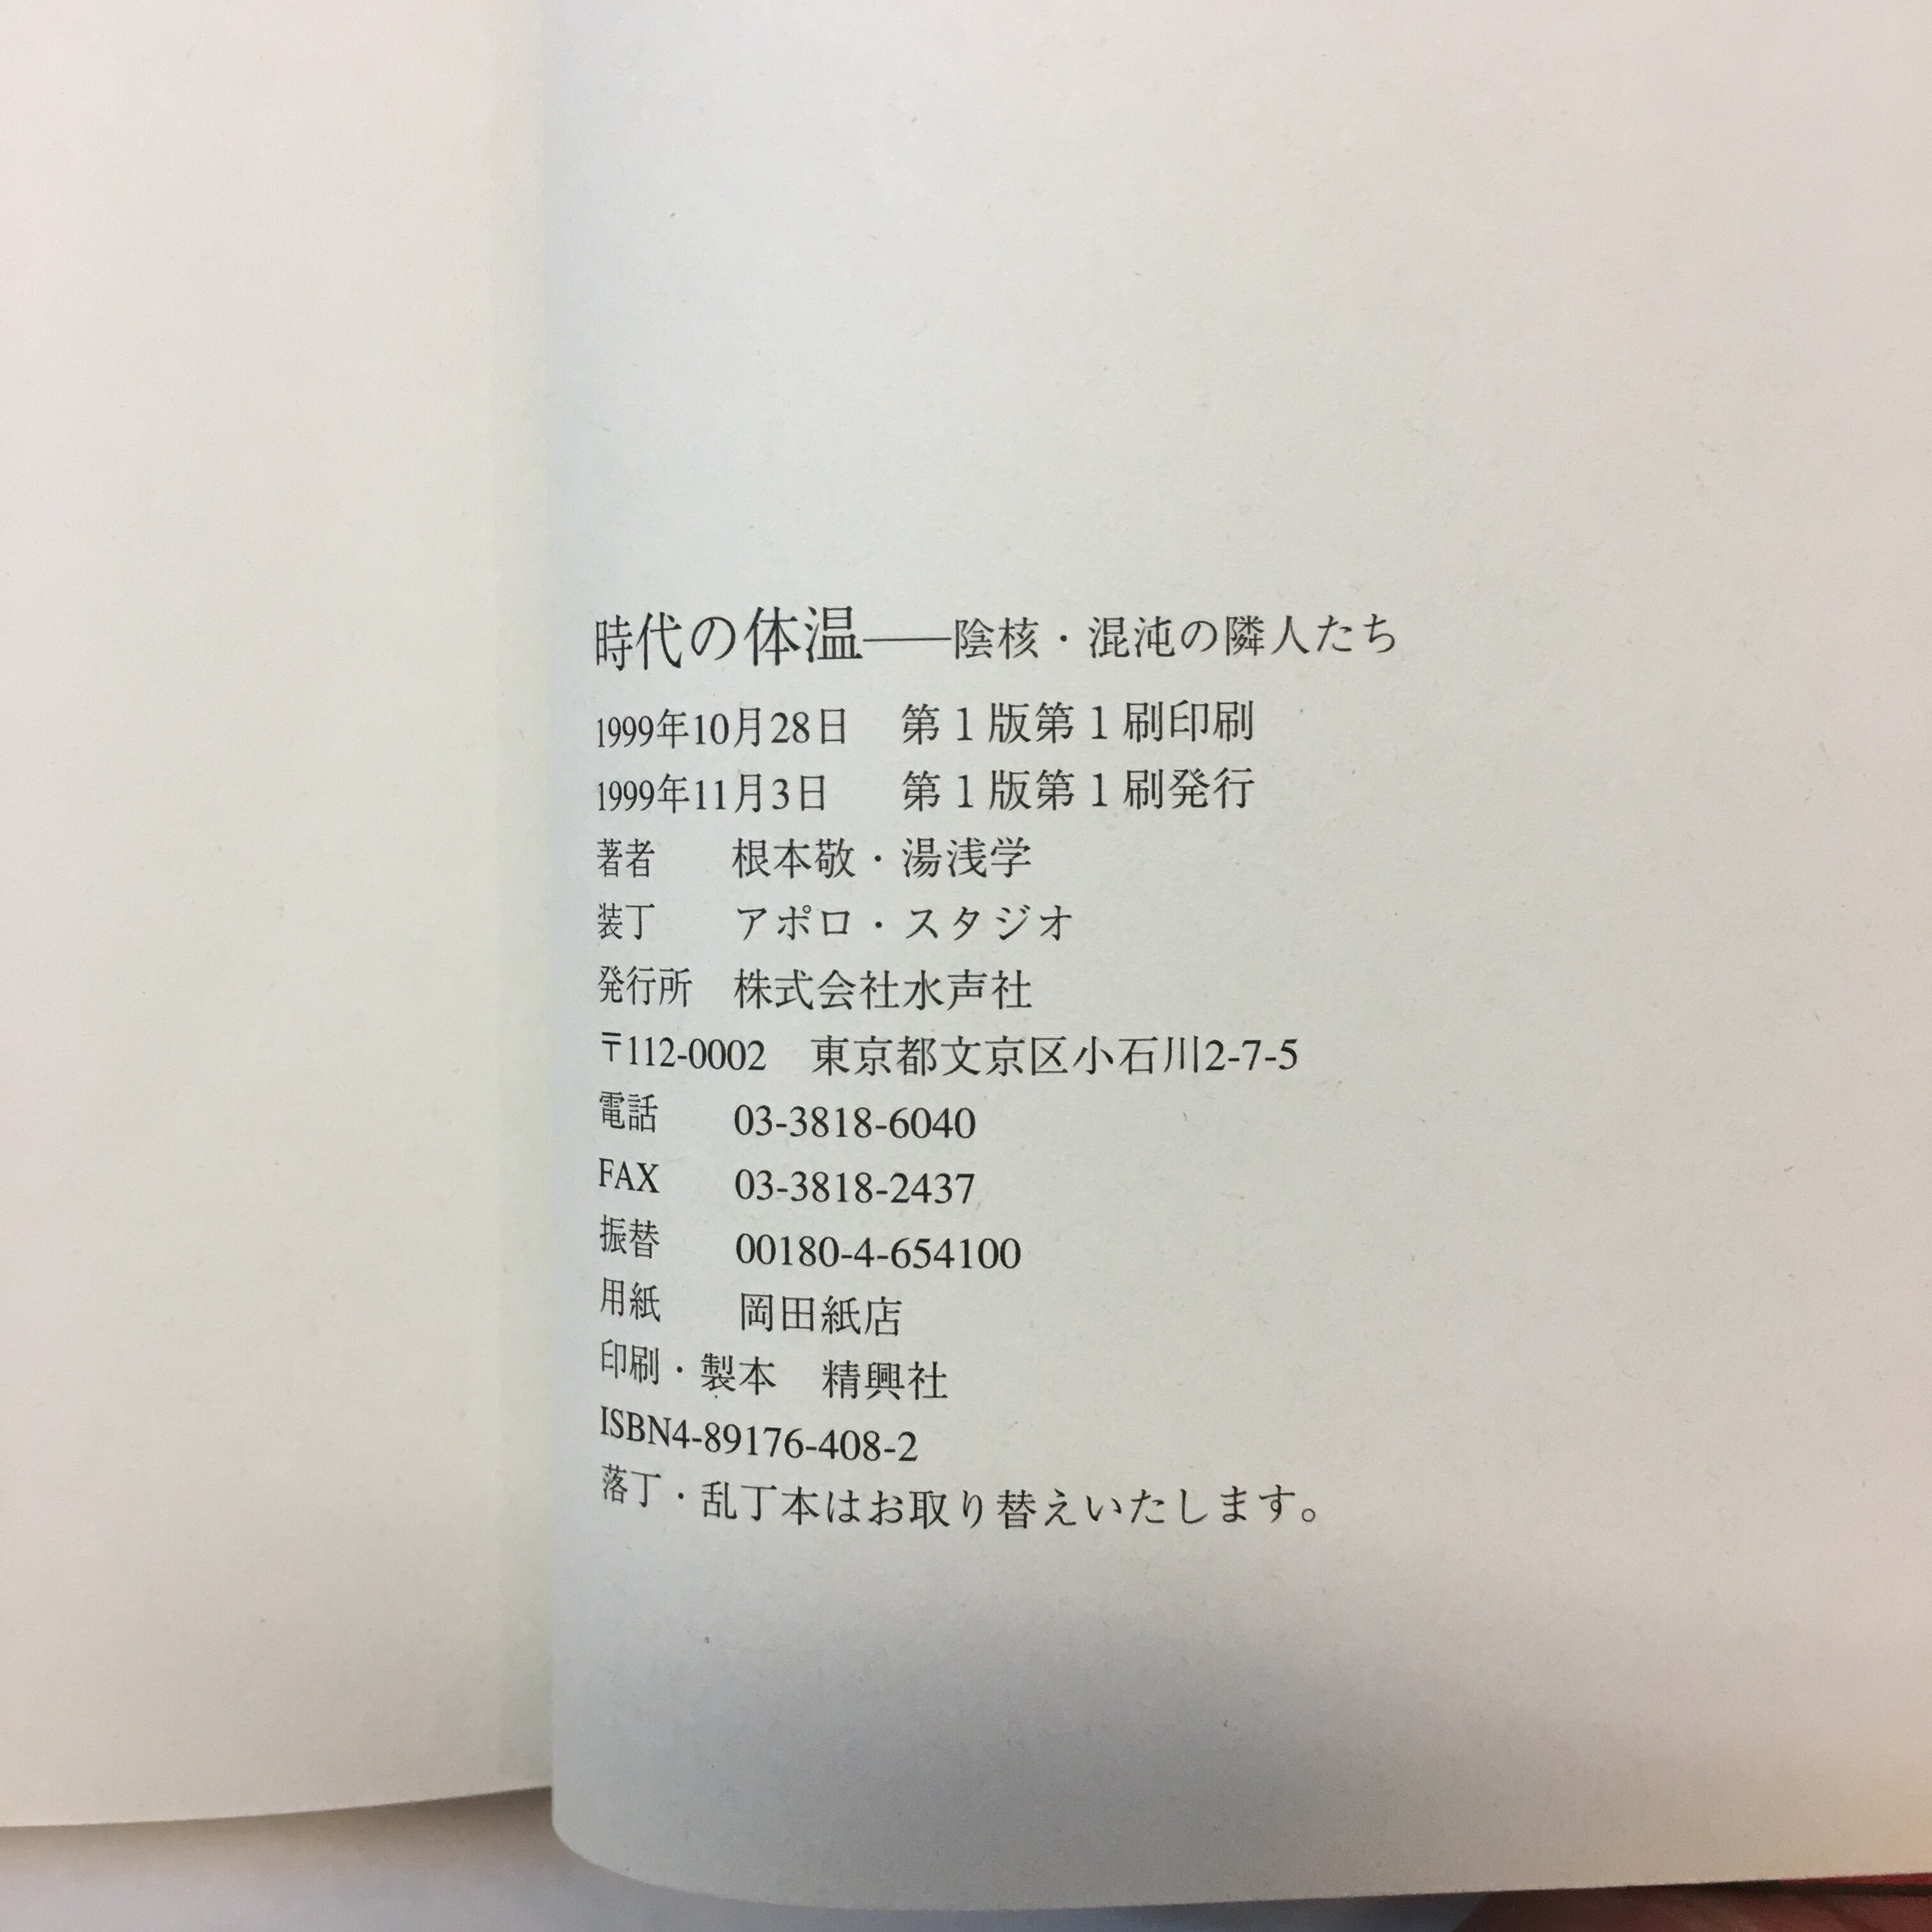 時代の体温——陰核・混沌の隣人たち
1999年10月28日　第１版第１刷印刷
1999年11月3日　第１版第１刷発行
著者　根本敬・湯浅学
装丁　アポロ・スタジオ
発行所　株式会社水声社
〒112-0002　東京都文京区小石川2-7-5
電話　03-3818-6040
FAX　03-3818-2437
振替　00180-4-654100
用紙　岡田紙店
印刷・製本　精興社
ISBN4-89176-408-2
落丁・乱丁本はお取り替えいたします。